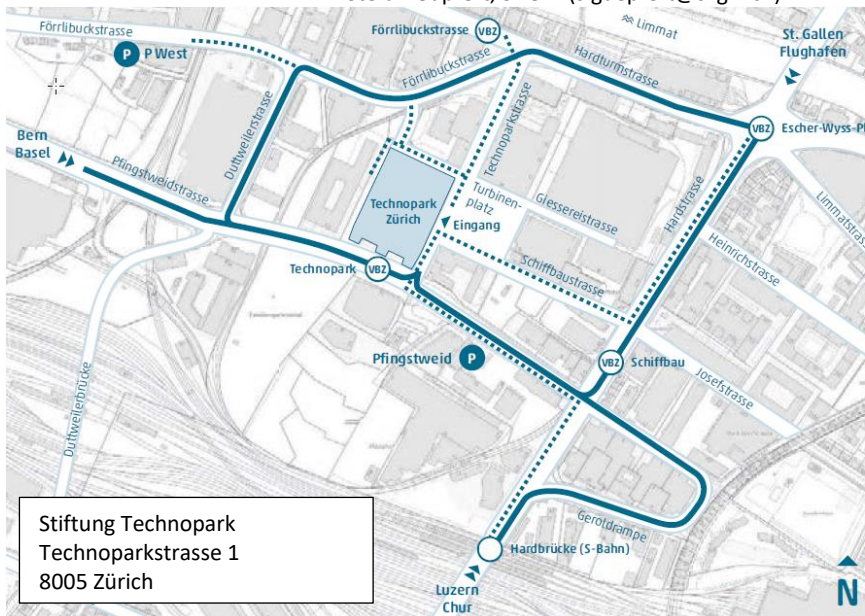 Förrlibuckstrasse
P
P West
Förrlibuckstrasse
VBZ
Limmat
St. Gallen
Flughafen
Hardturmstrasse
Förrlibuckstrasse
Technoparkstrasse
VBZ
Escher-Wyss-Pl
Bern
Basel
Pfingstweidstrasse
Duttweilerstrasse
Technopark
Zürich
Turbinen-
platz
Giessereistrasse
Eingang
Hardstrasse
Limmatstra
Heinrichstrasse
Technopark
VBZ
Schiffbaustrasse
Pfingstweid
P
VBZ
Schiffbau
Josefstrasse
Duttweilerbrücke
Gerotdrampe
Hardbrücke (S-Bahn)
Luzern
Chur
N
Stiftung Technopark
Technoparkstrasse 1
8005 Zürich